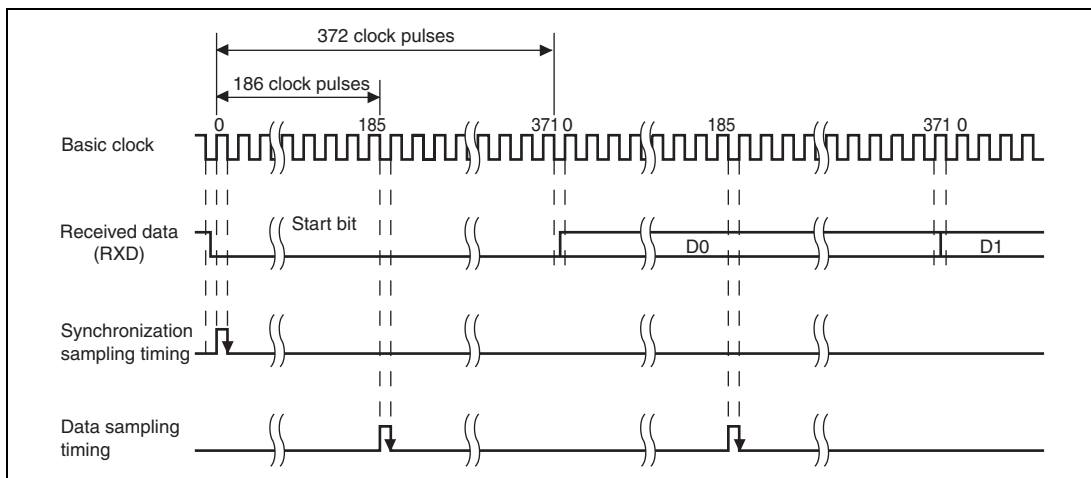 372 clock pulses
186 clock pulses
0 185 371 0 185 371 0
Basic clock
Received data
(RXD)
Start bit
D0
D1
Synchronization
sampling timing
Data sampling
timing